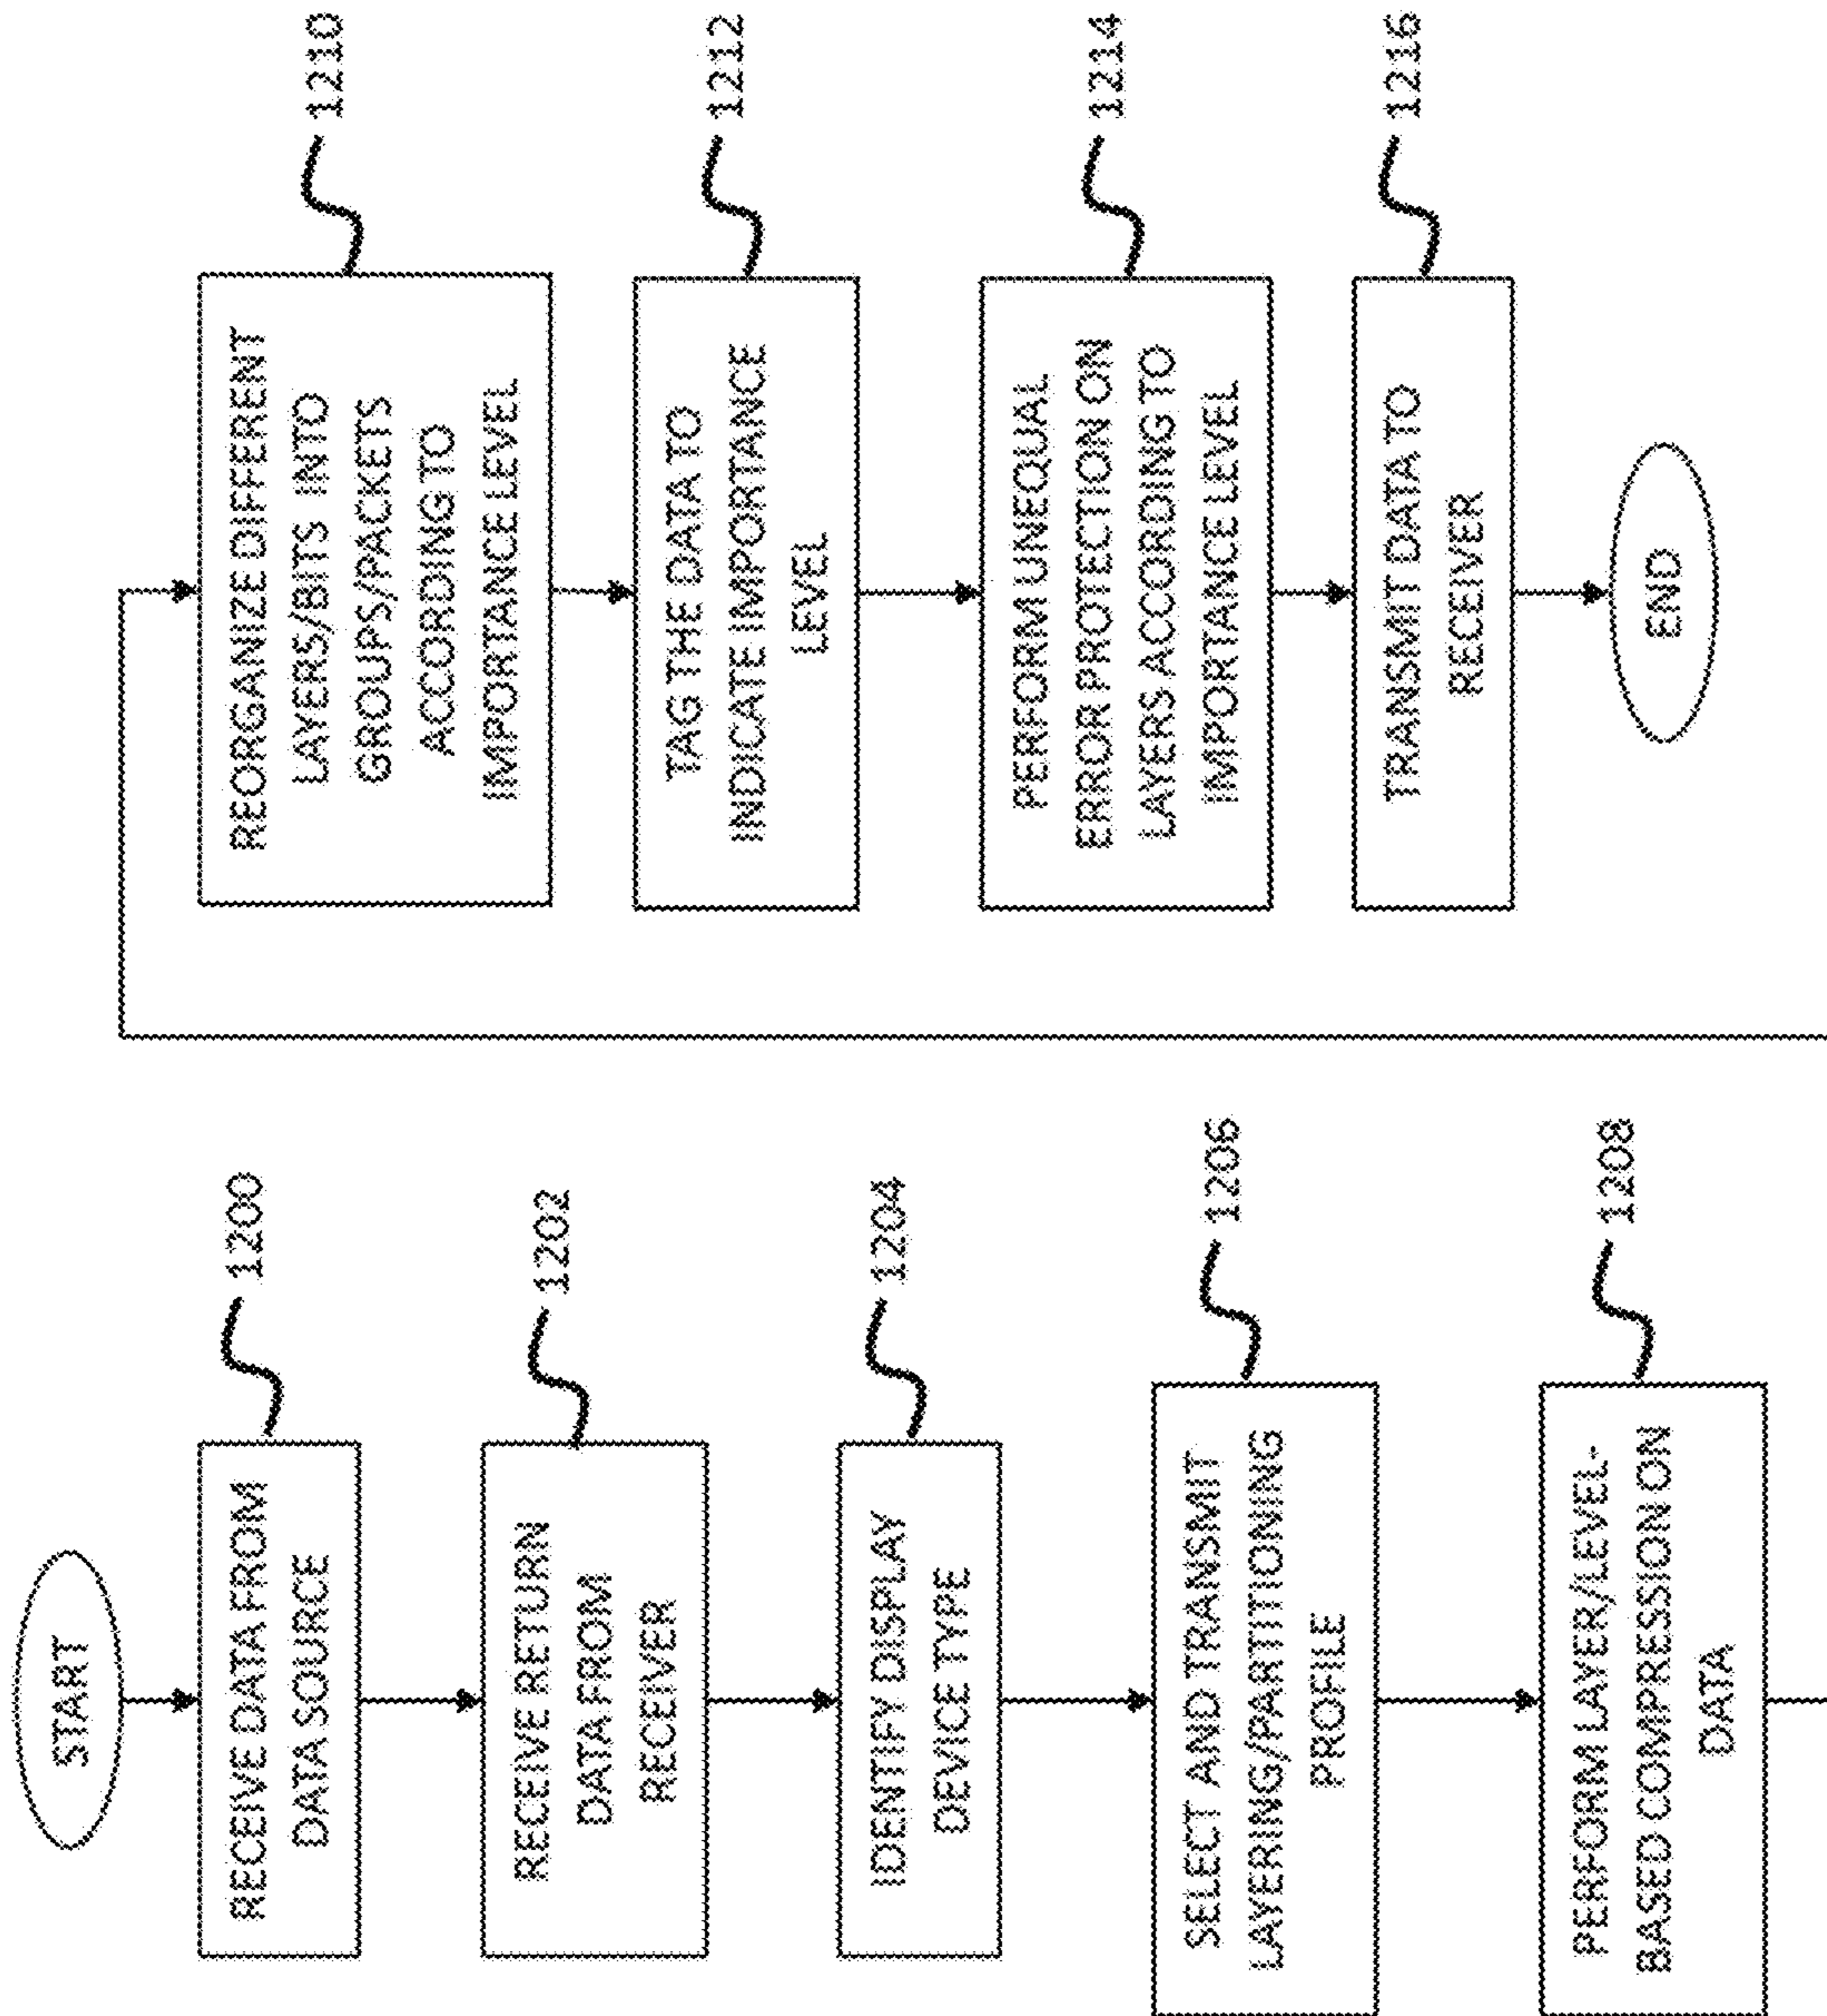 START
RECEIVE DATA FROM
DATA SOURCE
1200
RECEIVE RETURN
DATA FROM
RECEIVER
1202
IDENTIFY DISPLAY
DEVICE TYPE
1204
SELECT AND TRANSMIT
LAYERING/PARTITIONING
PROFILE
1206
PERFORM LAYER/LEVEL-
BASED COMPRESSION ON
DATA
1208
REORGANIZE DIFFERENT
LAYERS/BITS INTO
GROUPS/PACKETS
ACCORDING TO
IMPORTANCE LEVEL
1210
TAG THE DATA TO
INDICATE IMPORTANCE
LEVEL
1212
PERFORM UNEQUAL
ERROR PROTECTION ON
LAYERS ACCORDING TO
IMPORTANCE LEVEL
1214
TRANSMIT DATA TO
RECEIVER
1216
END